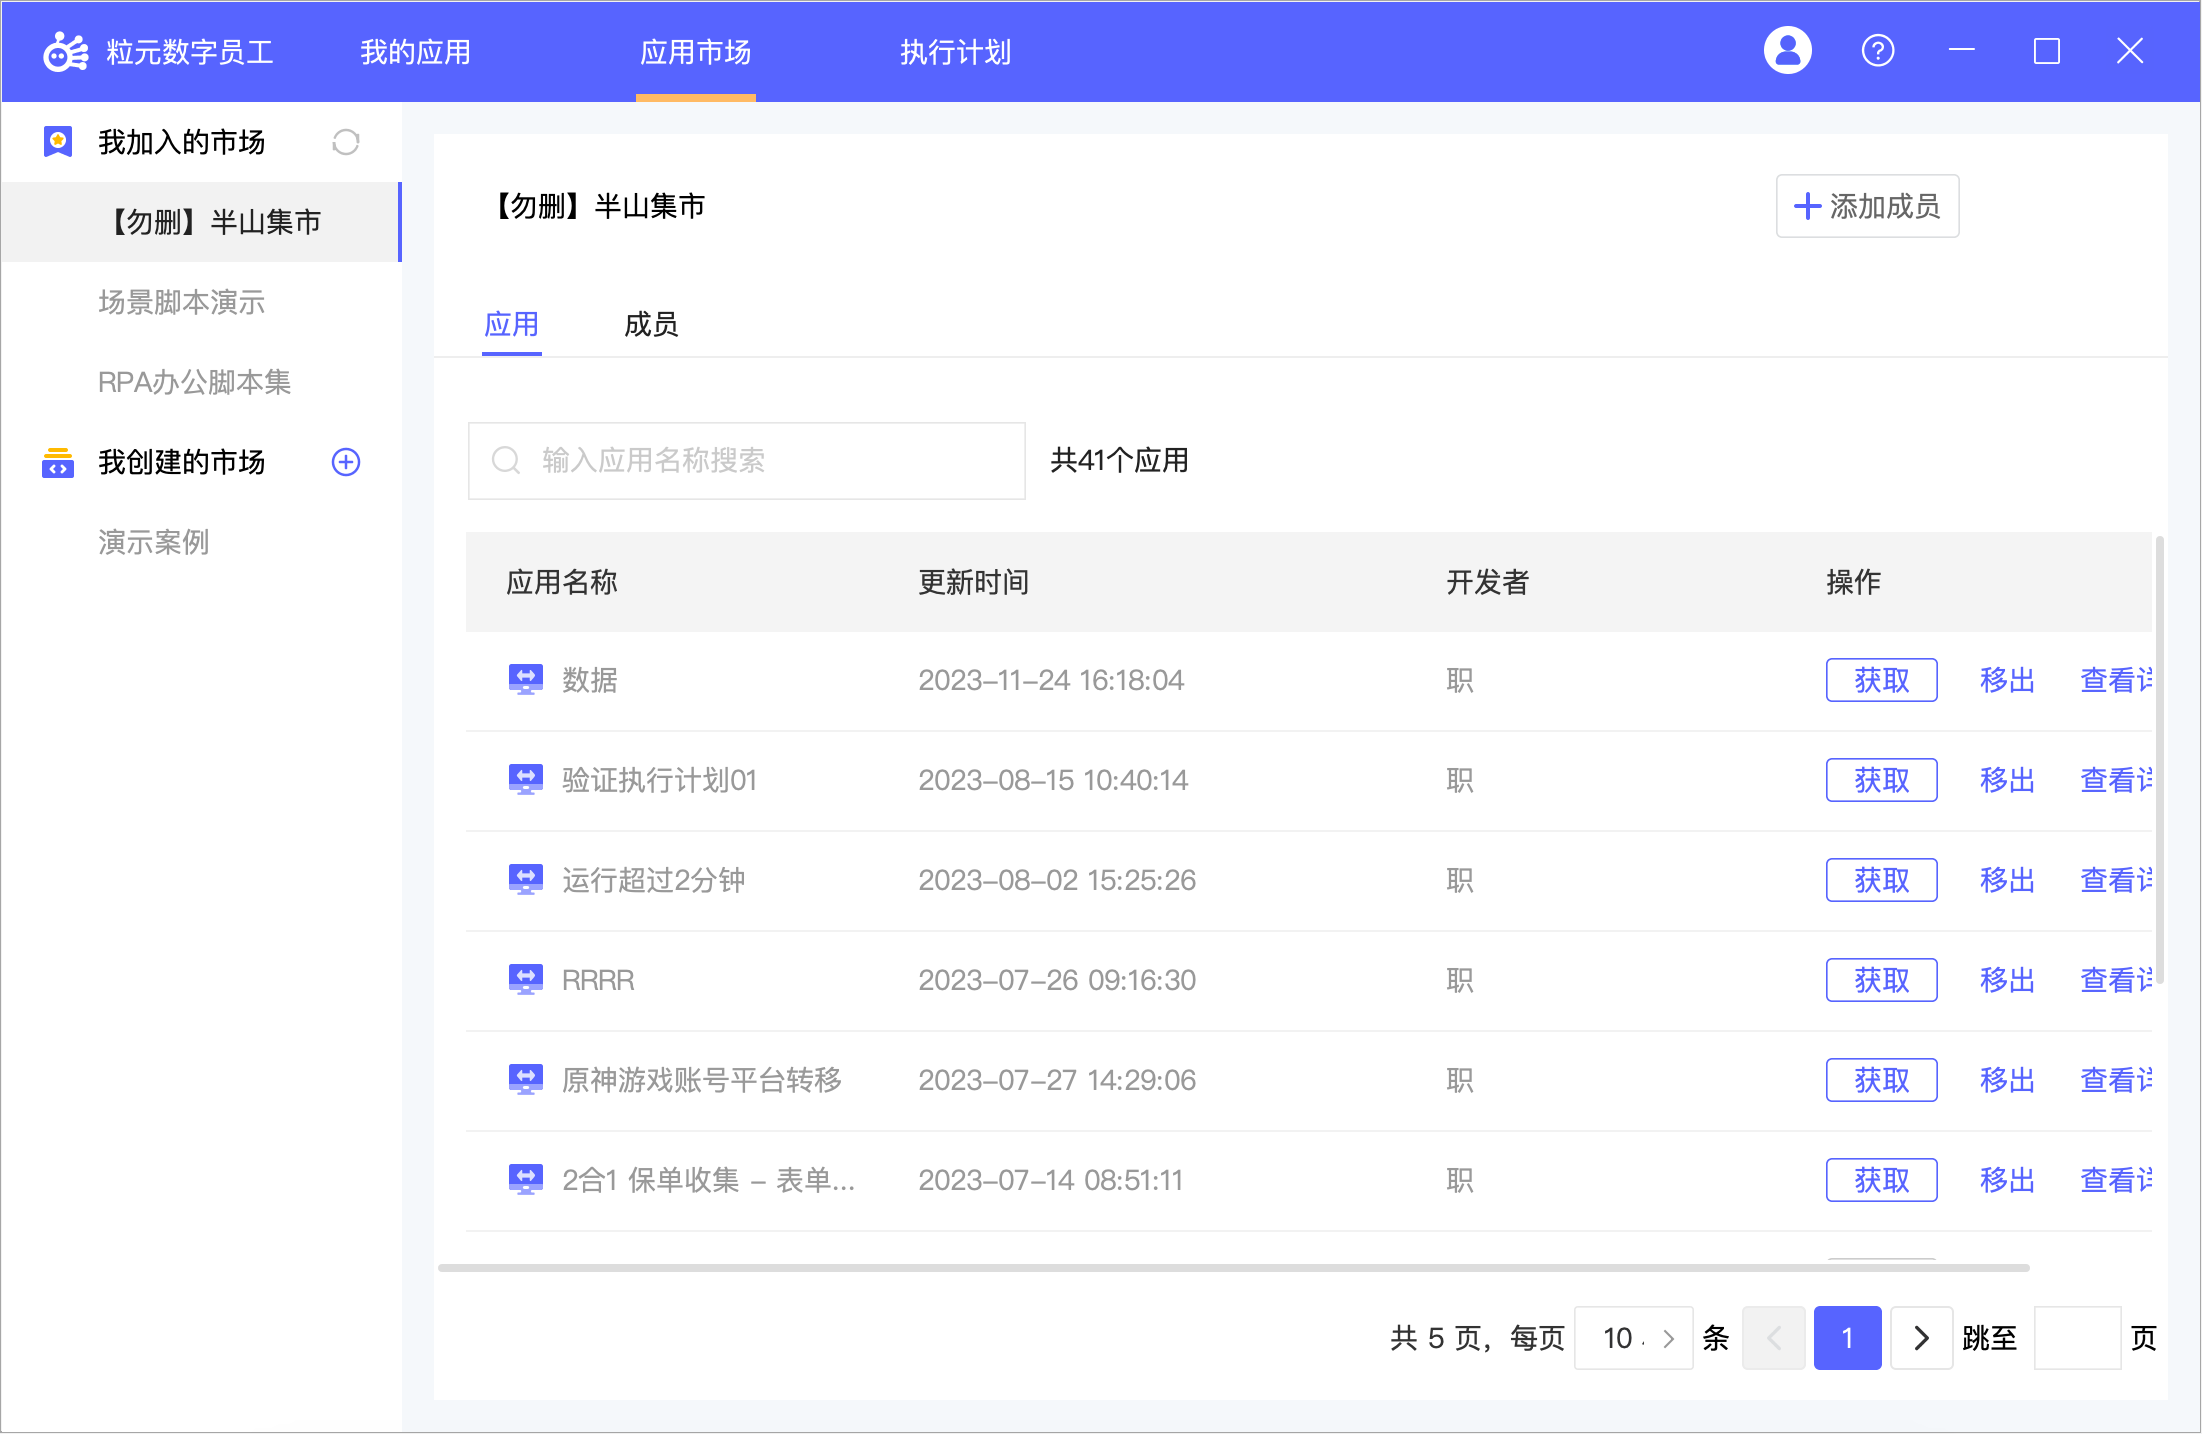 粒元数字员工 我的应用 应用市场 执行计划
我加入的市场
【勿删】半山集市
场景脚本演示
RPA办公脚本集
我创建的市场
演示案例
【勿删】半山集市 添加成员
应用 成员
输入应用名称搜索 共41个应用
应用名称 更新时间 开发者 操作
数据 2023-11-24 16:18:04 职 获取 移出 查看
验证执行计划01 2023-08-15 10:40:14 职 获取 移出 查看
运行超过2分钟 2023-08-02 15:25:26 职 获取 移出 查看
RRRR 2023-07-26 09:16:30 职 获取 移出 查看
原神游戏账号平台转移 2023-07-27 14:29:06 职 获取 移出 查看
2合1 保单收集 - 表单... 2023-07-14 08:51:11 职 获取 移出 查看
共 5 页，每页 10 条 1 跳至 页